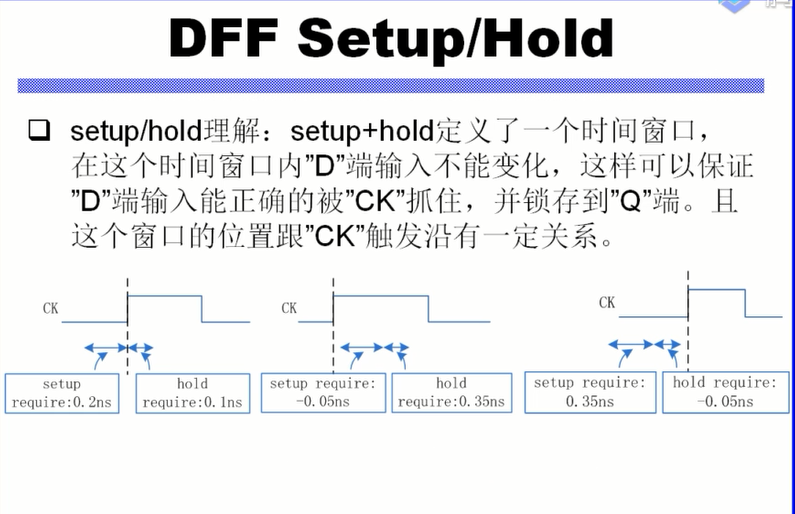 DFF Setup/Hold
setup/hold理解：setup+hold定义了一个时间窗口，
在这个时间窗口内”D”端输入不能变化，这样可以保证
”D”端输入能正确的被”CK”抓住，并锁存到”Q”端。且
这个窗口的位置跟”CK”触发沿有一定关系。
CK
setup
require:0.2ns
hold
require:0.1ns
CK
setup require:
-0.05ns
hold
require:0.35ns
CK
setup require:
0.35ns
hold require:
-0.05ns